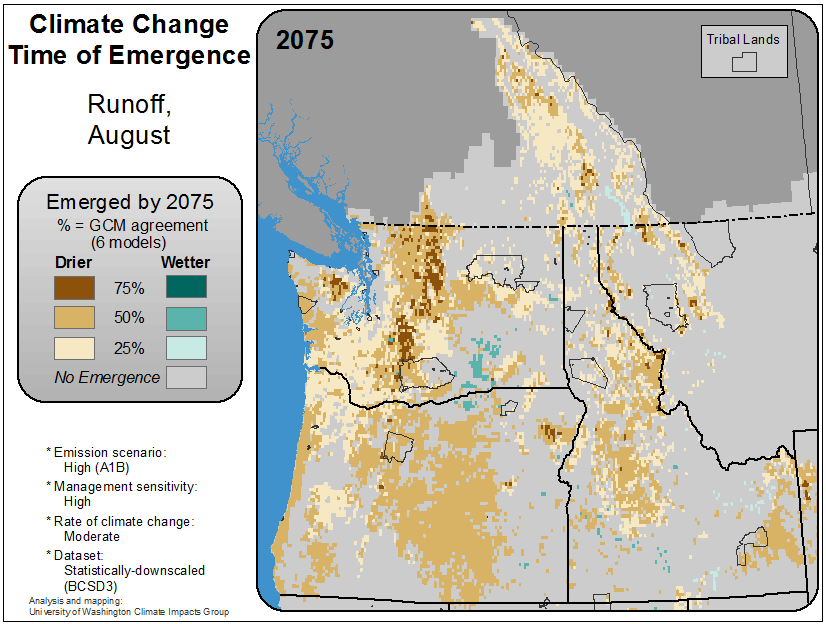 Climate Change
Time of Emergence
Runoff,
August
Emerged by 2075
% = GCM agreement
(6 models)
Drier Wetter
75%
50%
25%
No Emergence
* Emission scenario:
High (A1B)
* Management sensitivity:
High
* Rate of climate change:
Moderate
* Dataset:
Statistically-downscaled
(BCSD3)
Analysis and mapping:
University of Washington Climate Impacts Group
2075
Tribal Lands